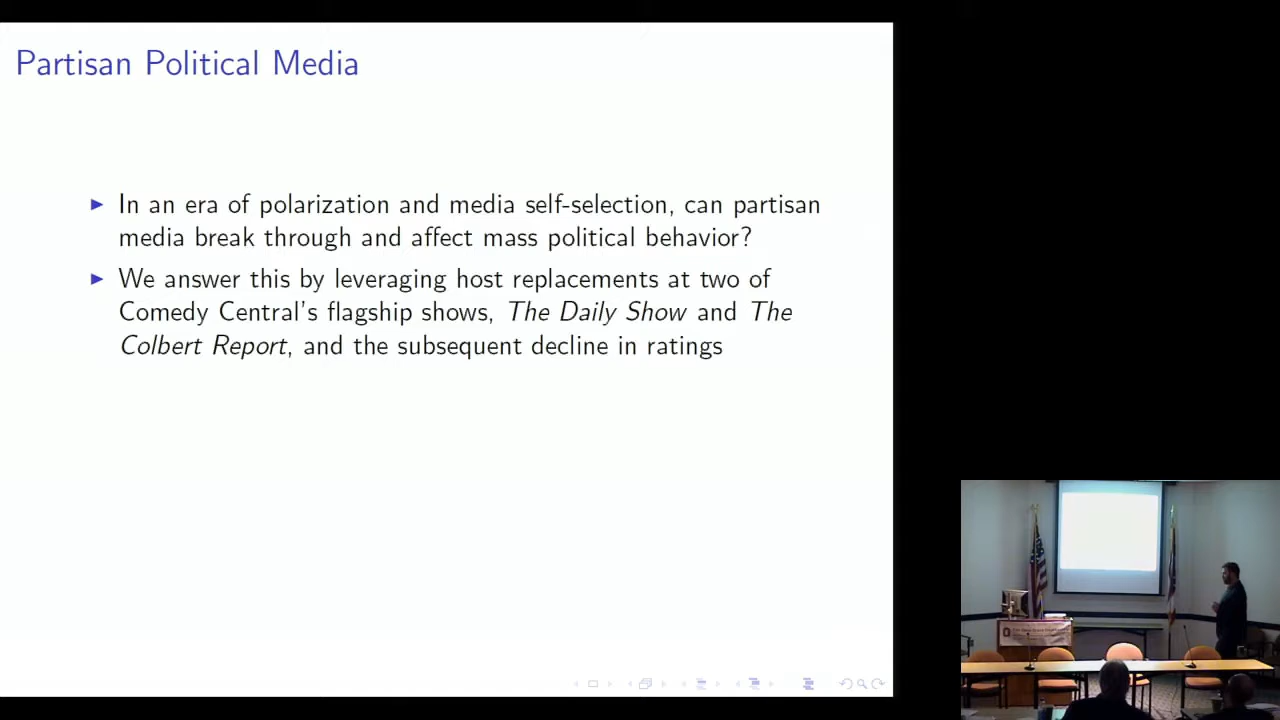 Partisan Political Media
▶ In an era of polarization and media self-selection, can partisan
media break through and affect mass political behavior?
▶ We answer this by leveraging host replacements at two of
Comedy Central's flagship shows, The Daily Show and The
Colbert Report, and the subsequent decline in ratings